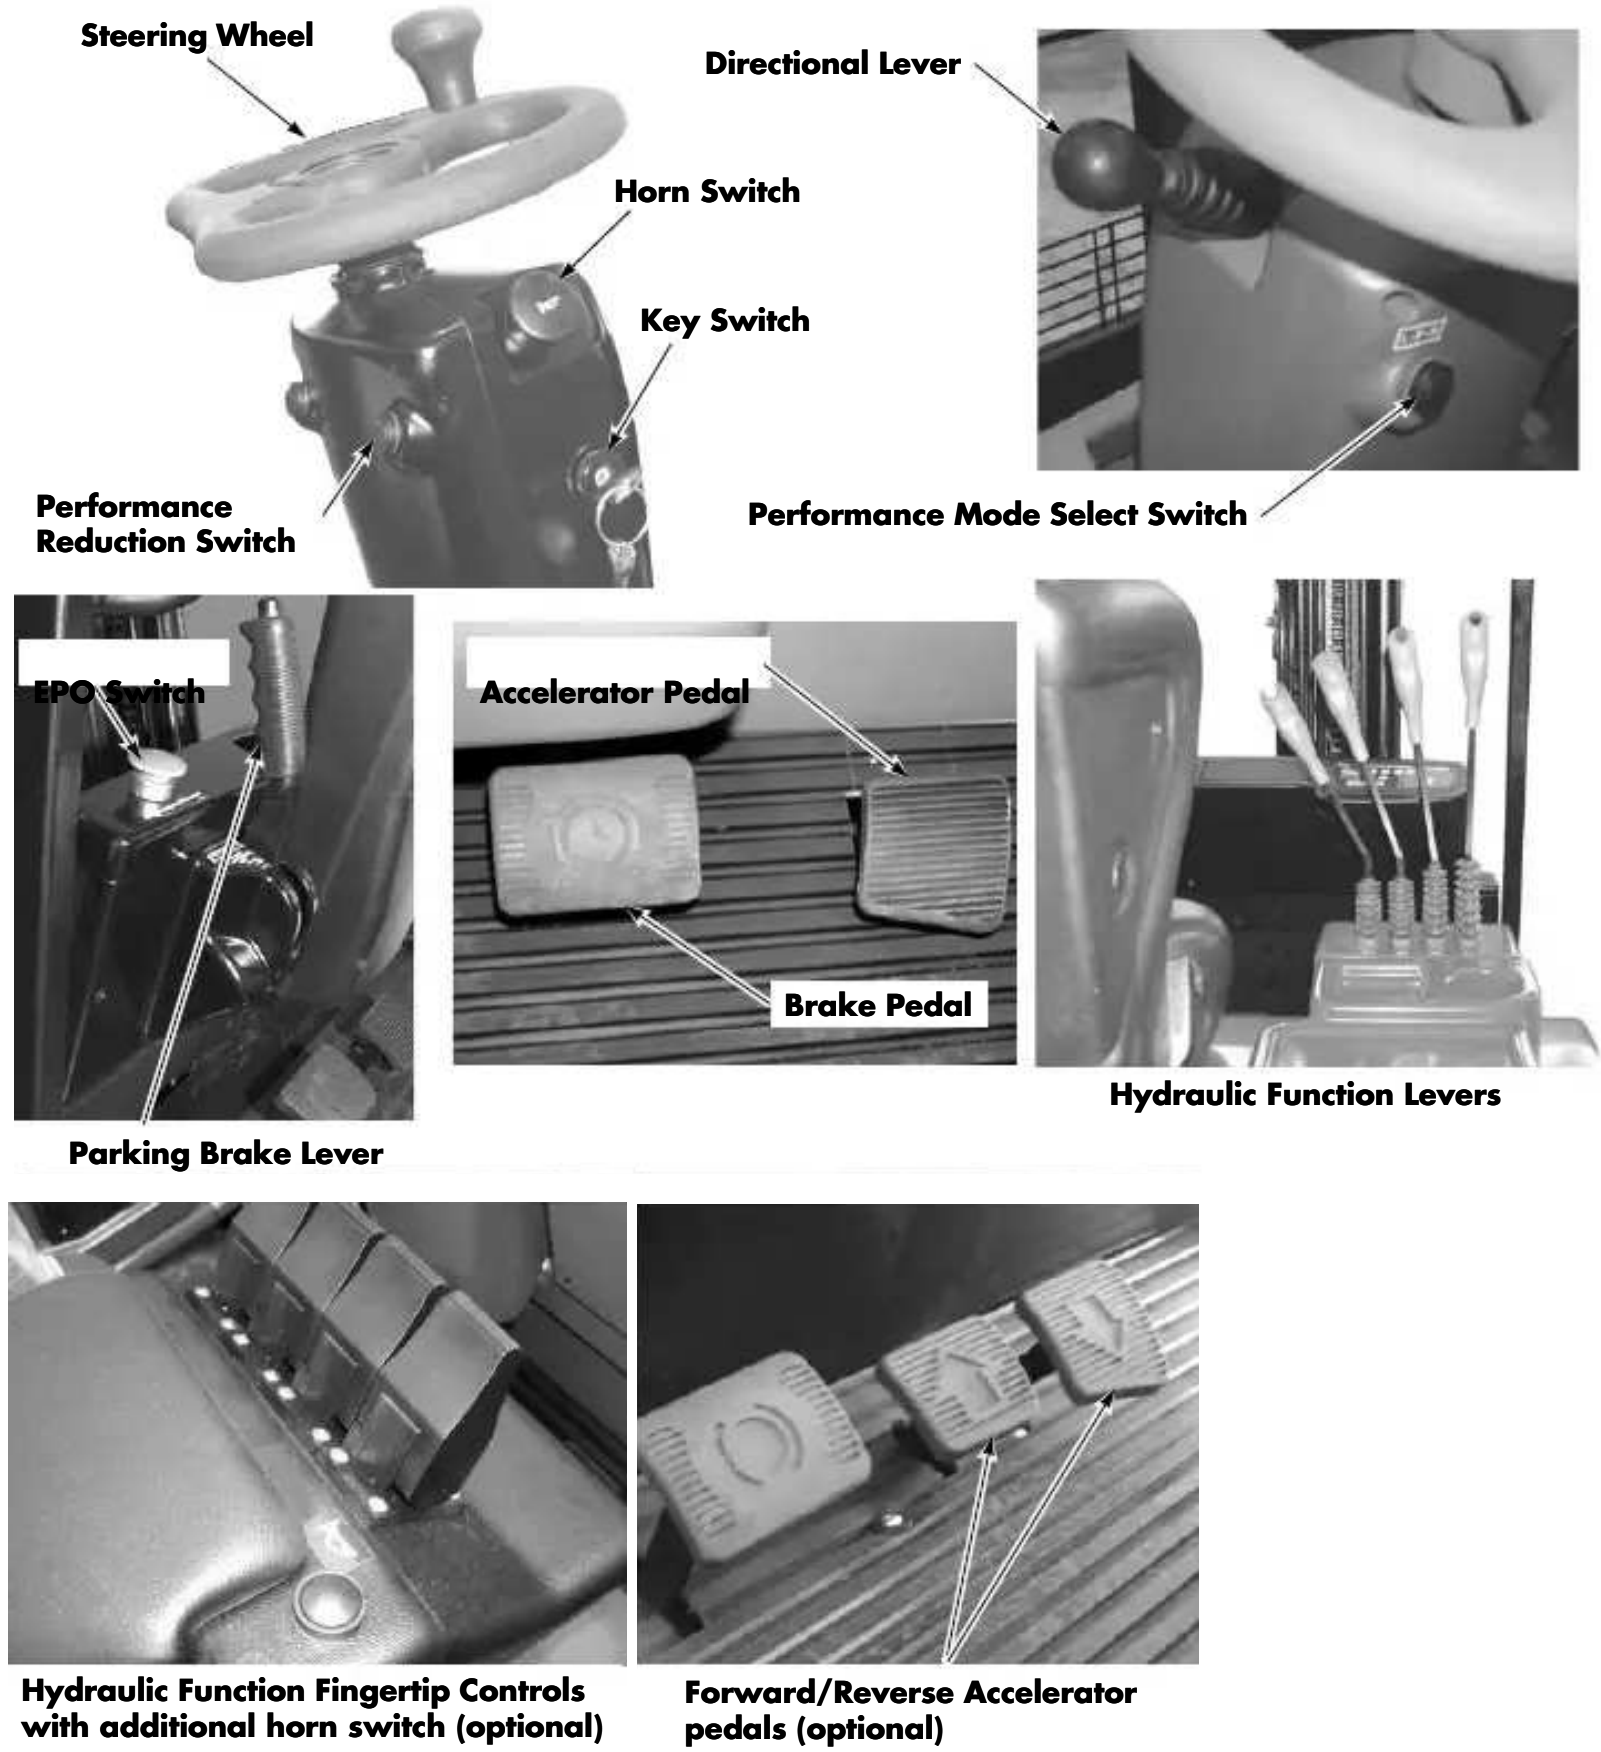 Steering Wheel
Directional Lever
Horn Switch
Key Switch
Performance
Reduction Switch
Performance Mode Select Switch
EPO Switch
Accelerator Pedal
Brake Pedal
Hydraulic Function Levers
Parking Brake Lever
Hydraulic Function Fingertip Controls
with additional horn switch (optional)
Forward/Reverse Accelerator
pedals (optional)